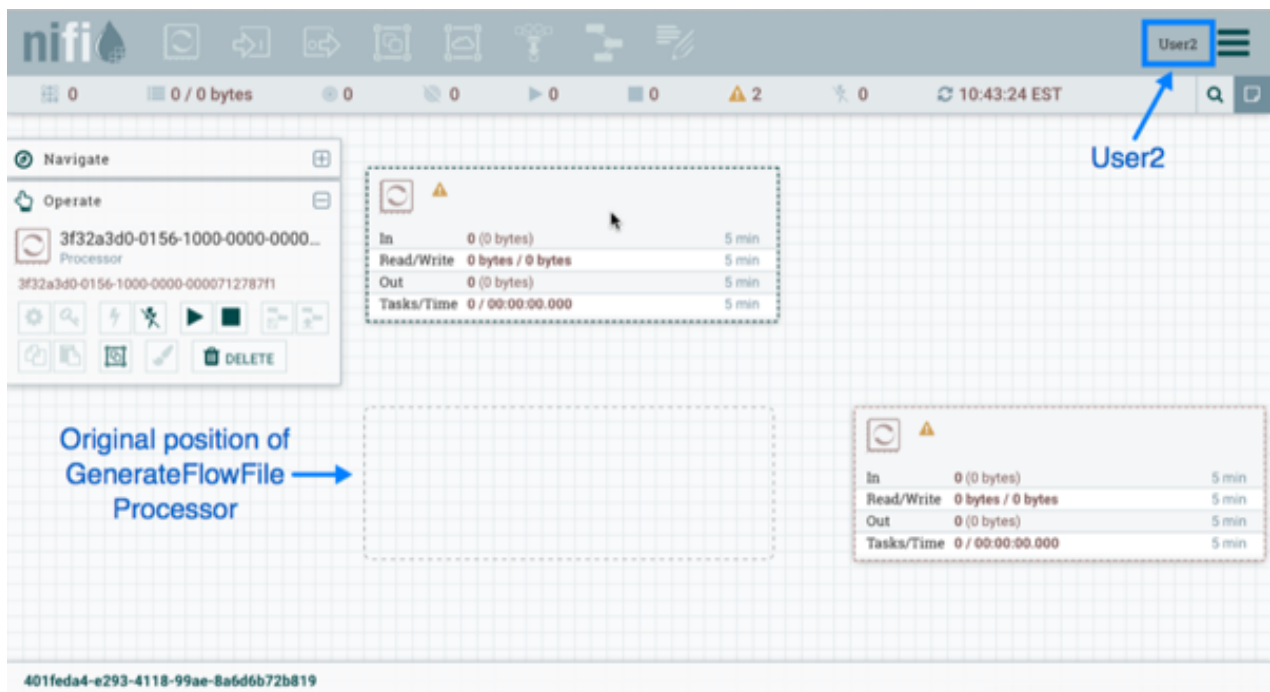 nifi
User2
0
0 / 0 bytes
0
0
0
0
2
0
10:43:24 EST
User2
Navigate
Operate
3f32a3d0-0156-1000-0000-0000...
Processor
3f32a3d0-0156-1000-0000-0000712787f1
DELETE
In 0 (0 bytes) 5 min
Read/Write 0 bytes / 0 bytes 5 min
Out 0 (0 bytes) 5 min
Tasks/Time 0 / 00:00:00.000 5 min
Original position of
GenerateFlowFile
Processor
In 0 (0 bytes) 5 min
Read/Write 0 bytes / 0 bytes 5 min
Out 0 (0 bytes) 5 min
Tasks/Time 0 / 00:00:00.000 5 min
401feda4-e293-4118-99ae-8a6d6b72b819